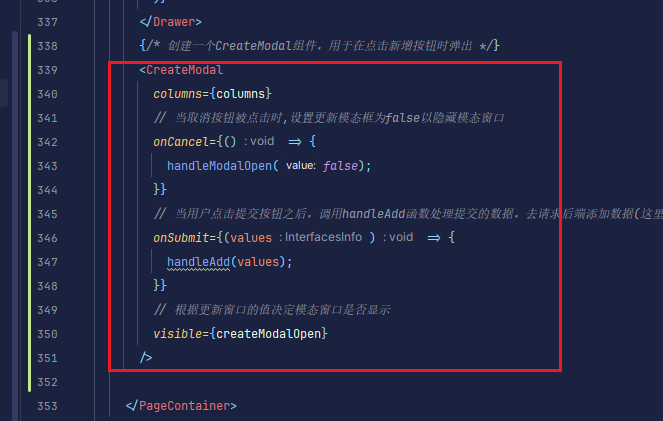 337 </Drawer>
338 {/* 创建一个CreateModal组件，用于在点击新增按钮时弹出 */}
339 <CreateModal
340 columns={columns}
341 // 当取消按钮被点击时,设置更新模态框为false以隐藏模态窗口
342 onCancel={() :void => {
343 handleModalOpen( value: false);
344 }}
345 // 当用户点击提交按钮之后，调用handleAdd函数处理提交的数据，去请求后端添加数据(这里
346 onSubmit={(values :InterfacesInfo ) :void => {
347 handleAdd(values);
348 }}
349 // 根据更新窗口的值决定模态窗口是否显示
350 visible={createModalOpen}
351 />
352
353 </PageContainer>